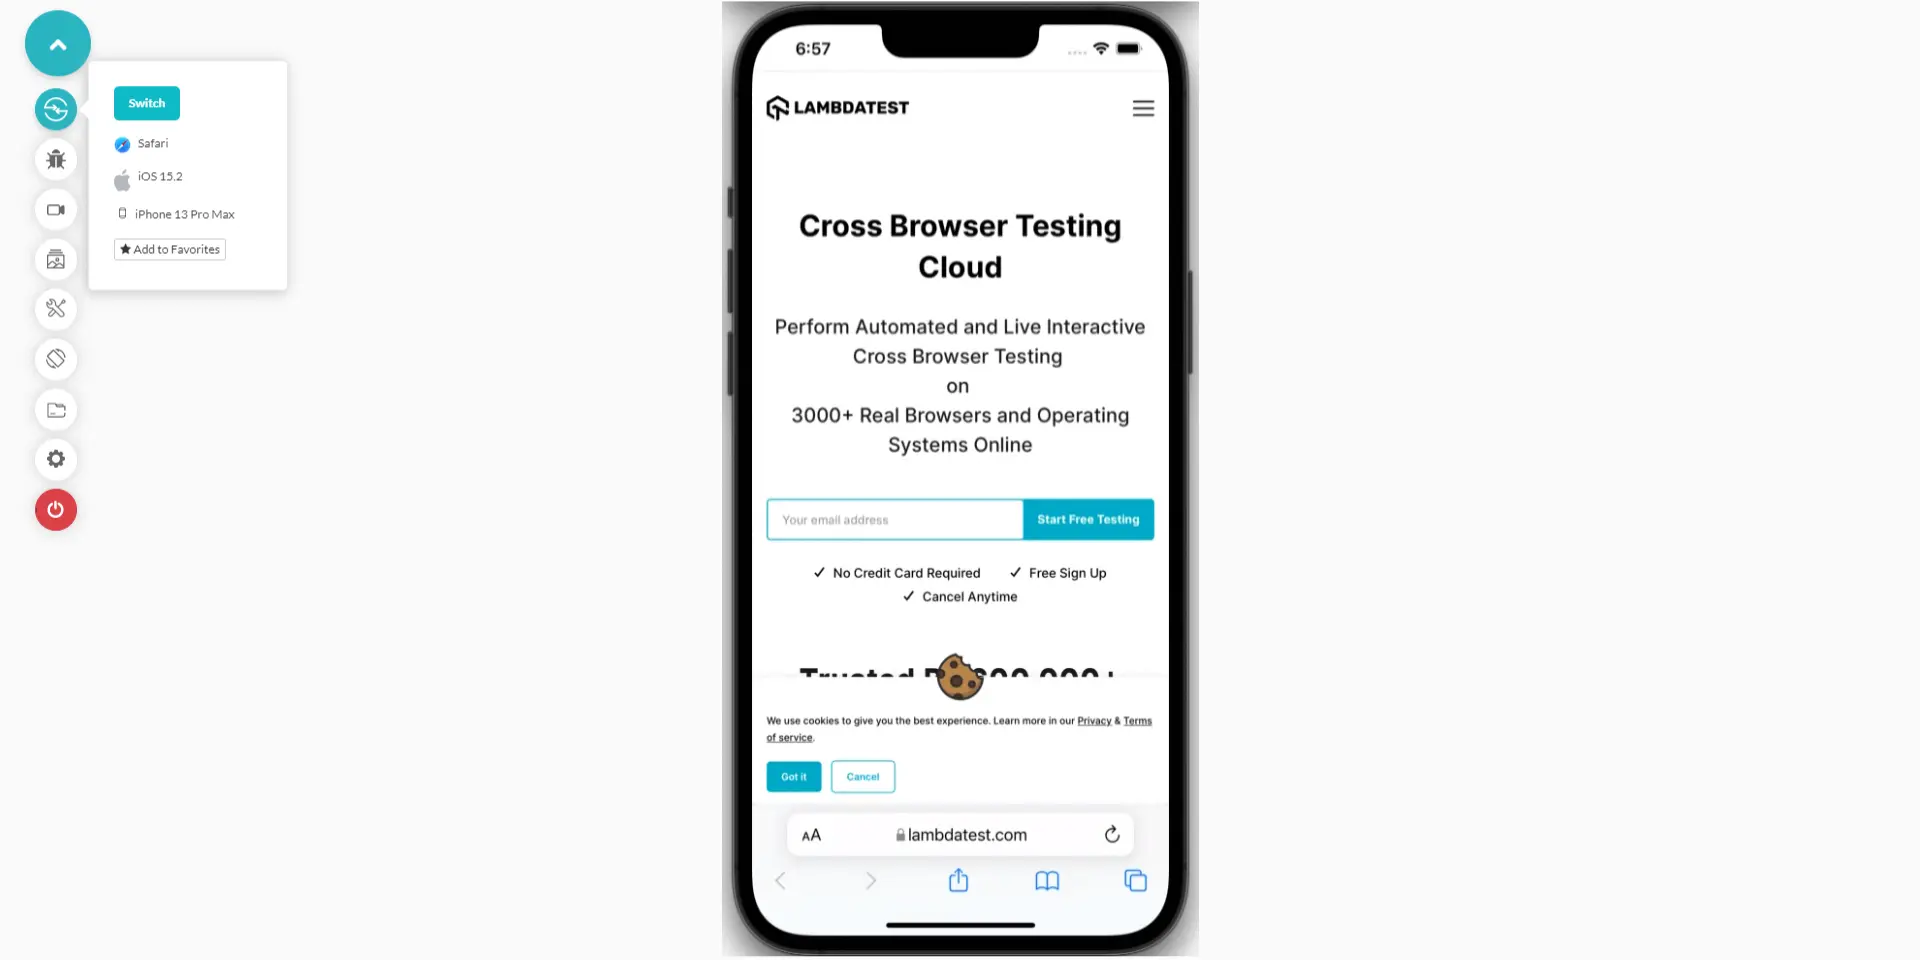 Switch
Safari
iOS 15.2
iPhone 13 Pro Max
Add to Favorites
6:57
LAMBDATEST
Cross Browser Testing
Cloud
Perform Automated and Live Interactive
Cross Browser Testing
on
3000+ Real Browsers and Operating
Systems Online
Your email address
Start Free Testing
No Credit Card Required
Free Sign Up
Cancel Anytime
Trusted
We use cookies to give you the best experience. Learn more in our Privacy & Terms
of service.
Got it
Cancel
AA
lambdatest.com